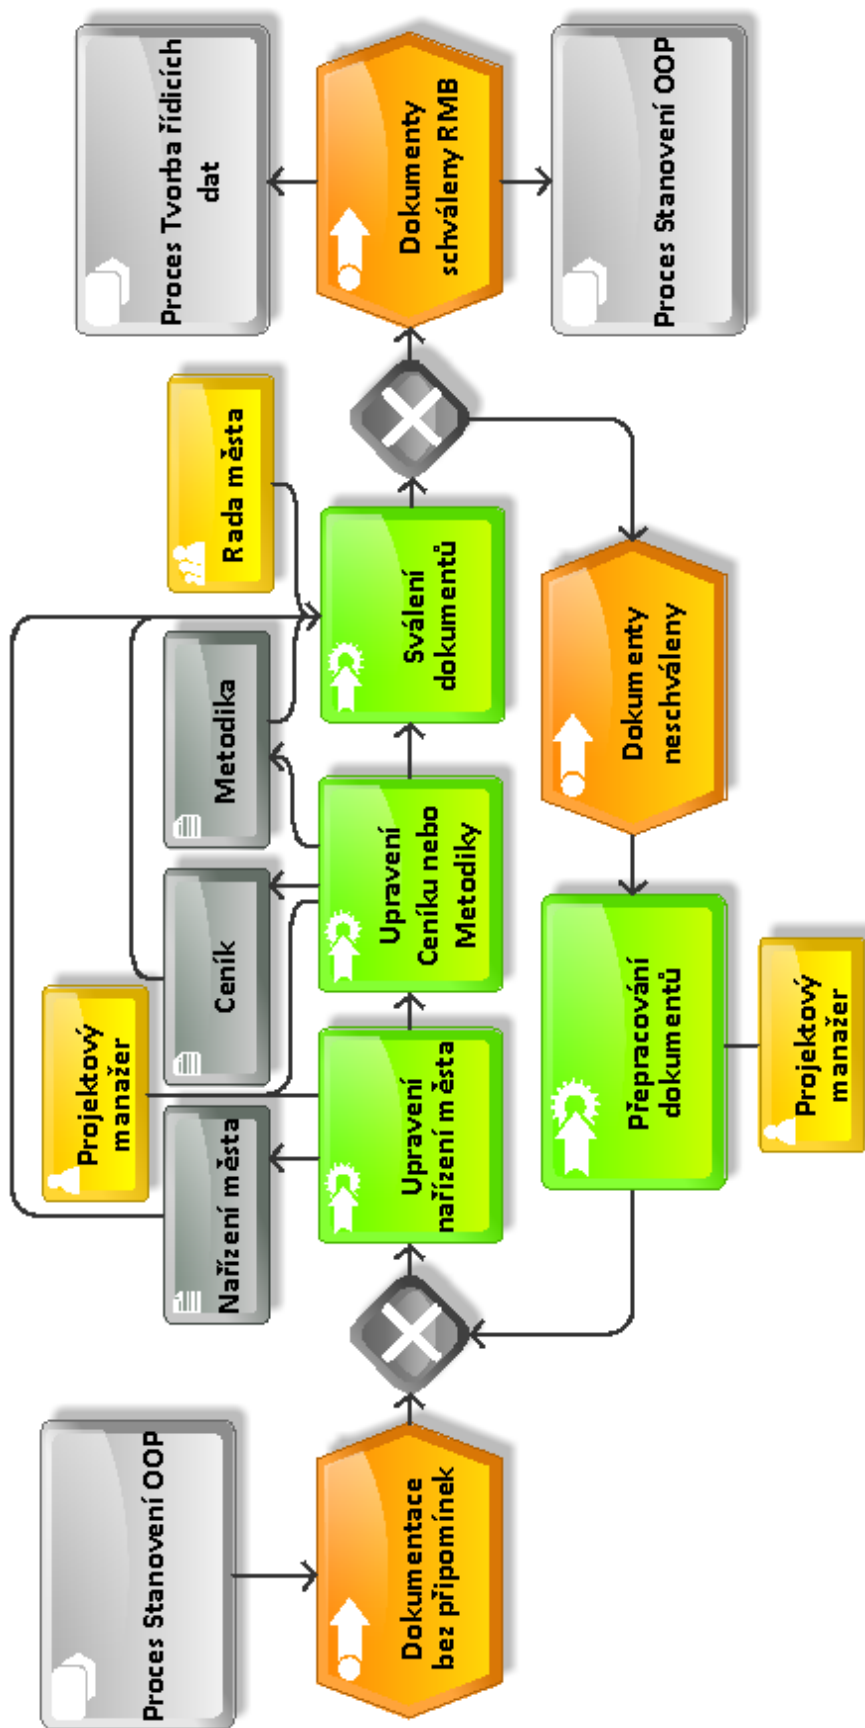 Proces Stanovení OOP
Dokumentace
bez připomínek
Nařízení města
Projektový
manažer
Upravení
nařízení města
Ceník
Upravení
Ceníku nebo
Metodiky
Metodika
Rada města
Sválení
dokumentů
Přepracování
dokumentů
Projektový
manažer
Dokumenty
neschváleny
Proces Tvorba řídicích
dat
Dokumenty
schváleny RMB
Proces Stanovení OOP